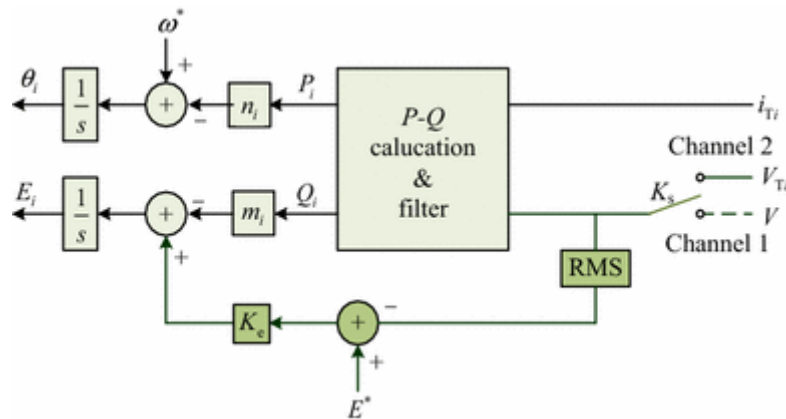 ω*
θi
1
s
+
+
−
ni
Pi
P-Q
calucation
&
filter
iTi
Channel 2
VTi
Ks
V
Channel 1
Ei
1
s
+
−
+
mi
Qi
RMS
Ke
+
−
+
E*